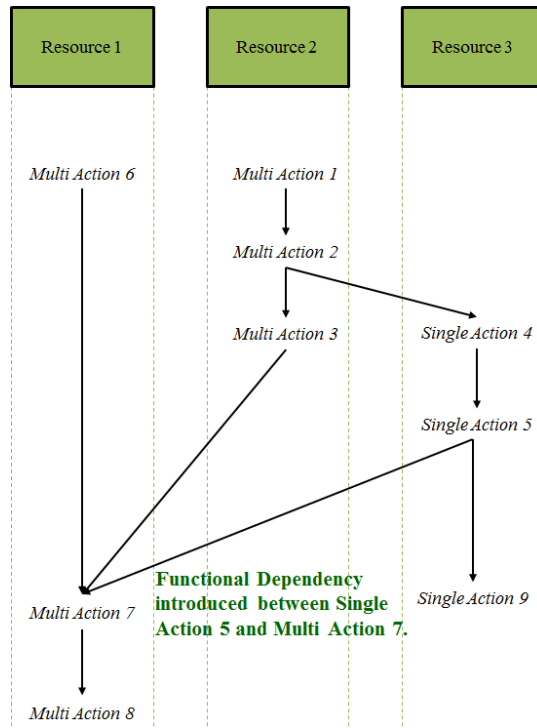 Resource 1
Resource 2
Resource 3
Multi Action 6
Multi Action 1
Multi Action 2
Multi Action 3
Single Action 4
Single Action 5
Functional Dependency
introduced between Single
Action 5 and Multi Action 7.
Multi Action 7
Single Action 9
Multi Action 8